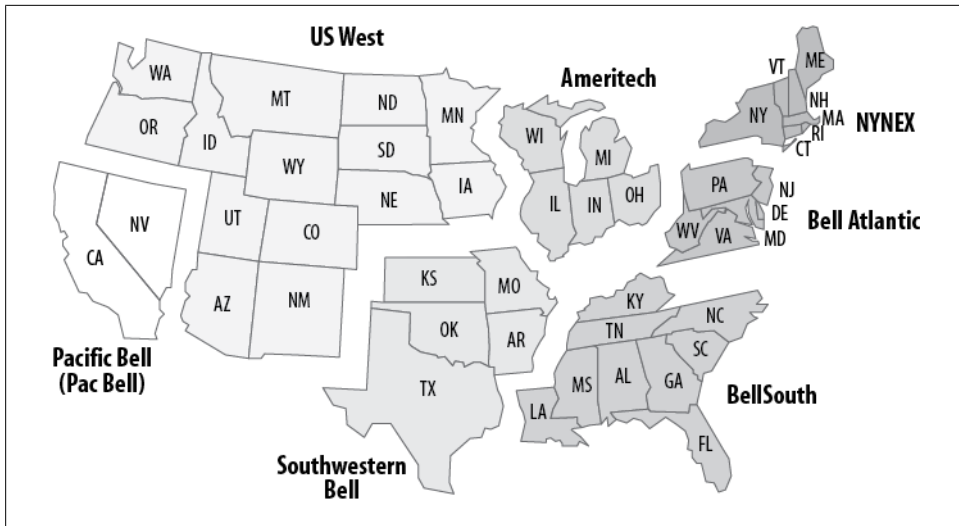 US West
WA
MT
ND
MN
OR
ID
SD
WY
IA
NE
UT
CO
AZ
NM
NV
CA
Pacific Bell
(Pac Bell)
Ameritech
WI
MI
IL
IN
OH
VT
ME
NY
NH
MA
RI
CT
NYNEX
PA
NJ
DE
WV
VA
MD
Bell Atlantic
KS
MO
OK
AR
TX
Southwestern
Bell
KY
NC
TN
SC
MS
AL
GA
LA
FL
BellSouth